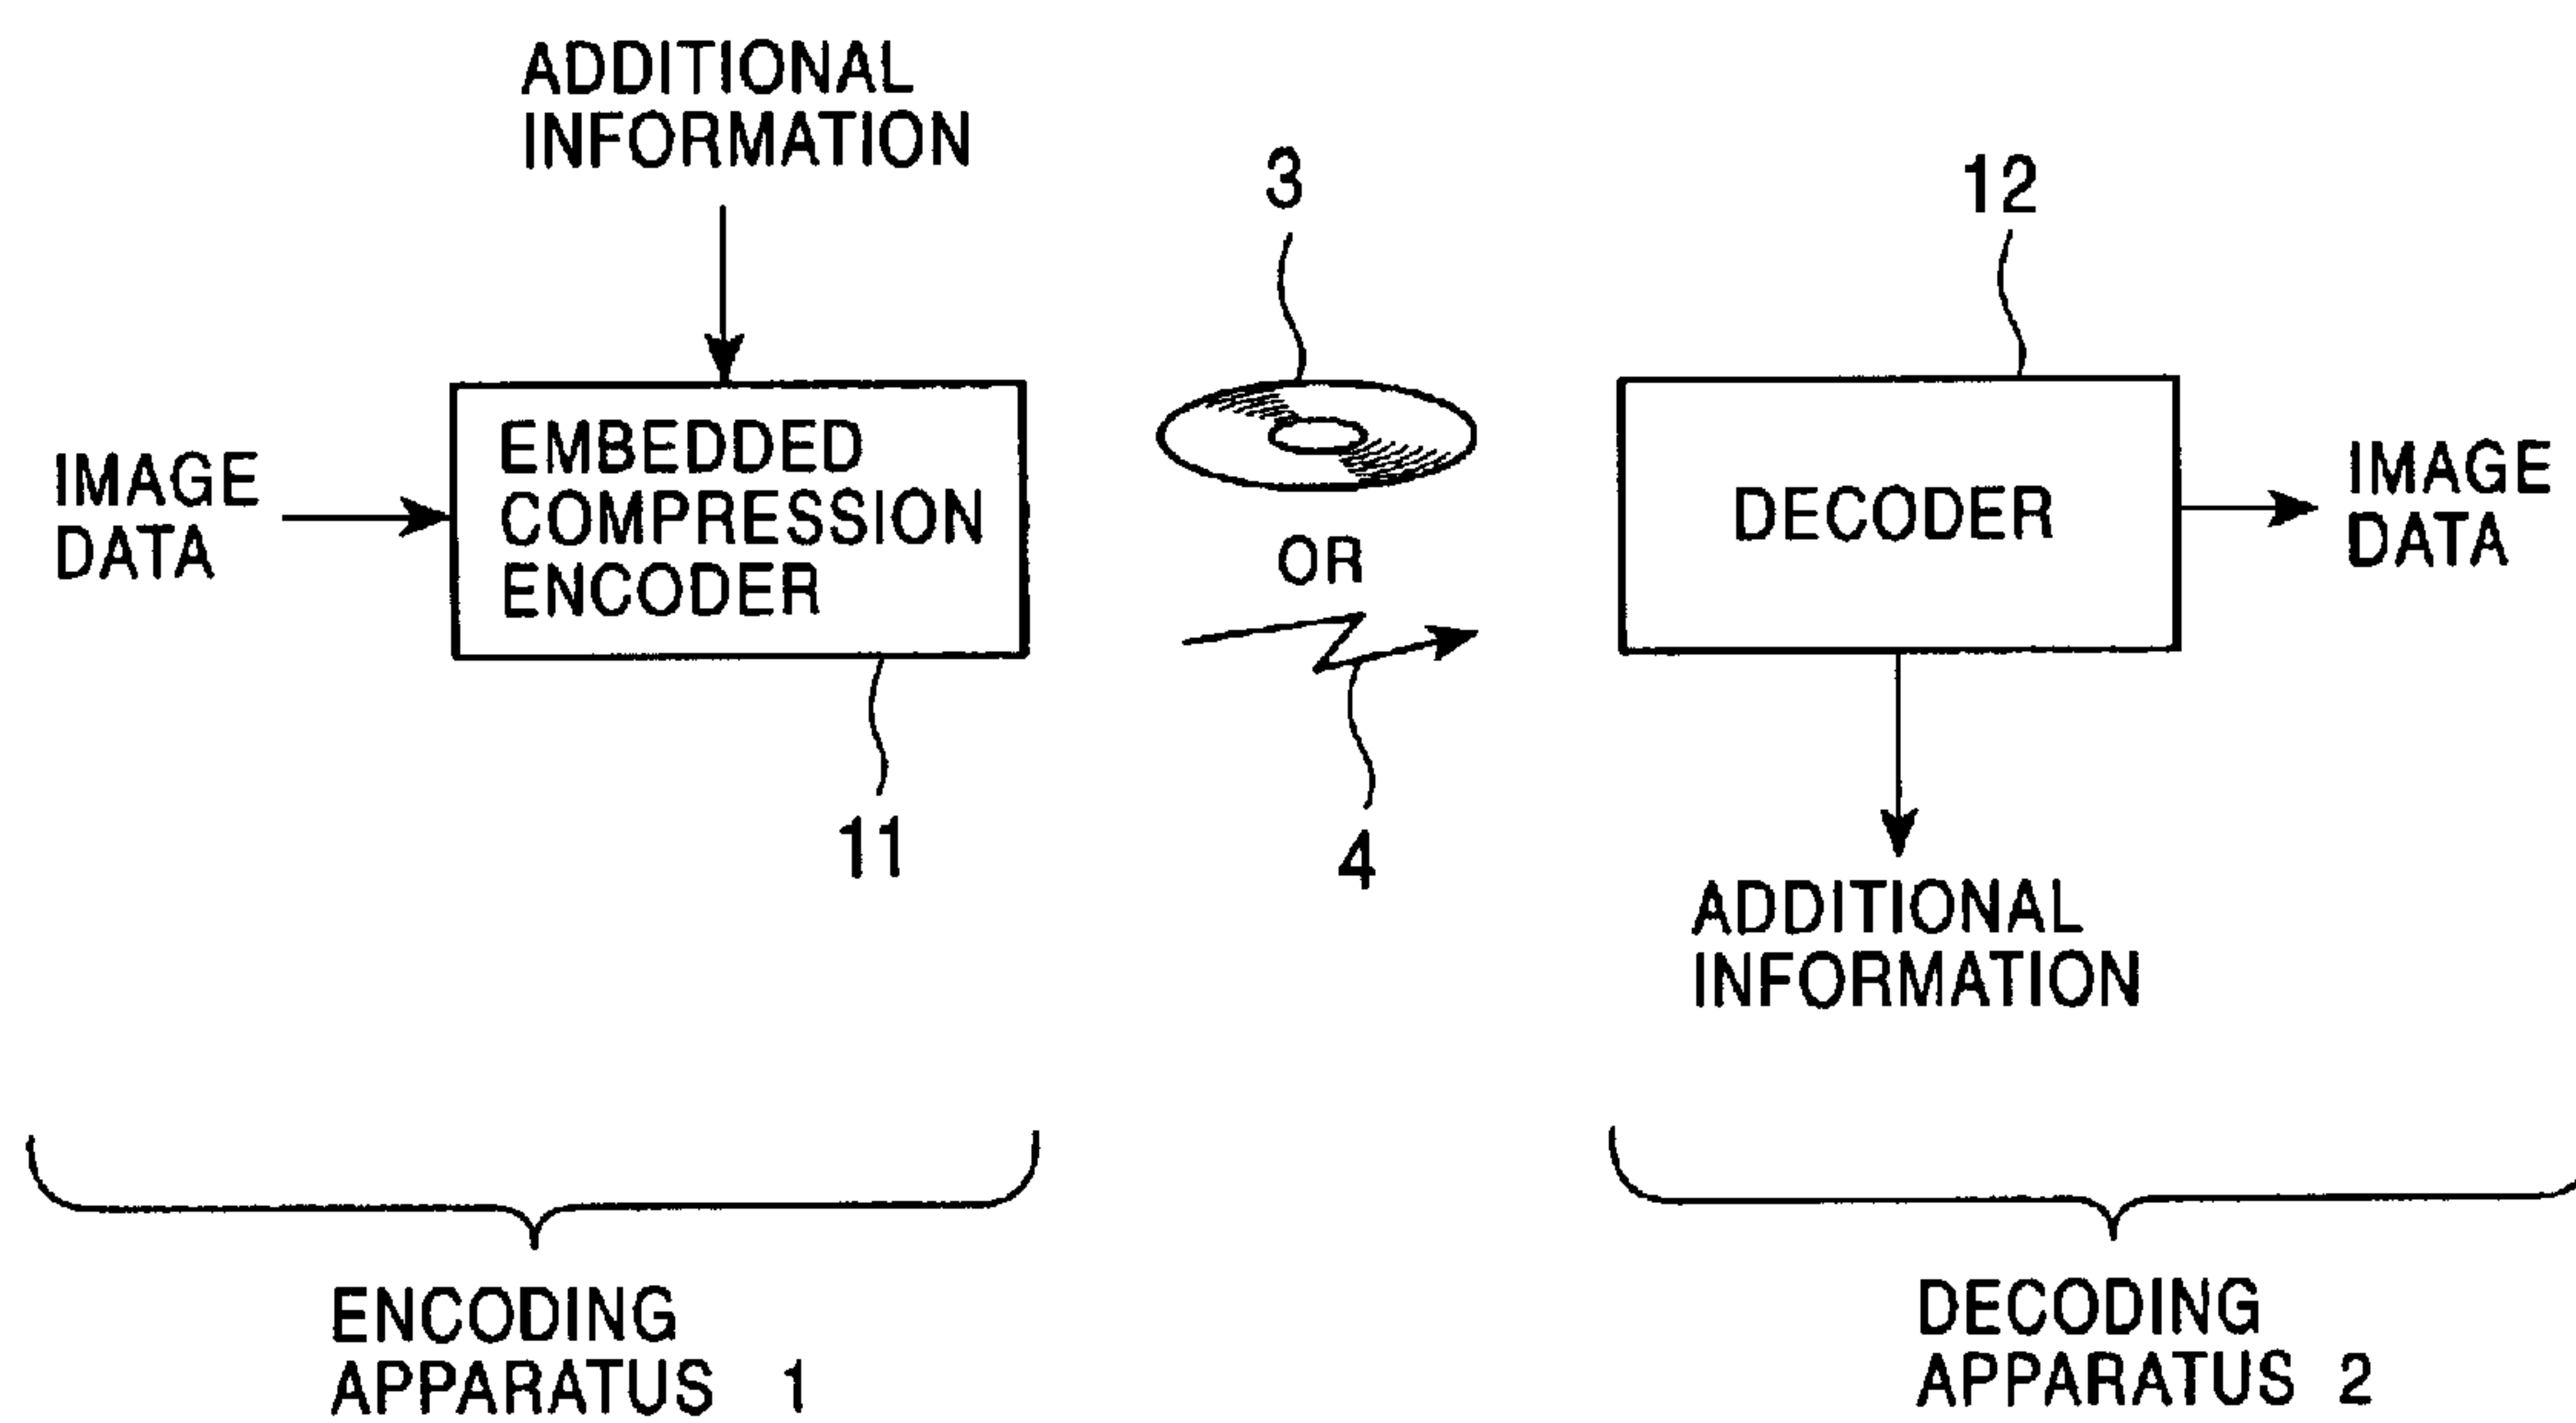 ADDITIONAL
INFORMATION
IMAGE
DATA
EMBEDDED
COMPRESSION
ENCODER
11
3
OR
4
12
DECODER
IMAGE
DATA
ADDITIONAL
INFORMATION
ENCODING
APPARATUS 1
DECODING
APPARATUS 2